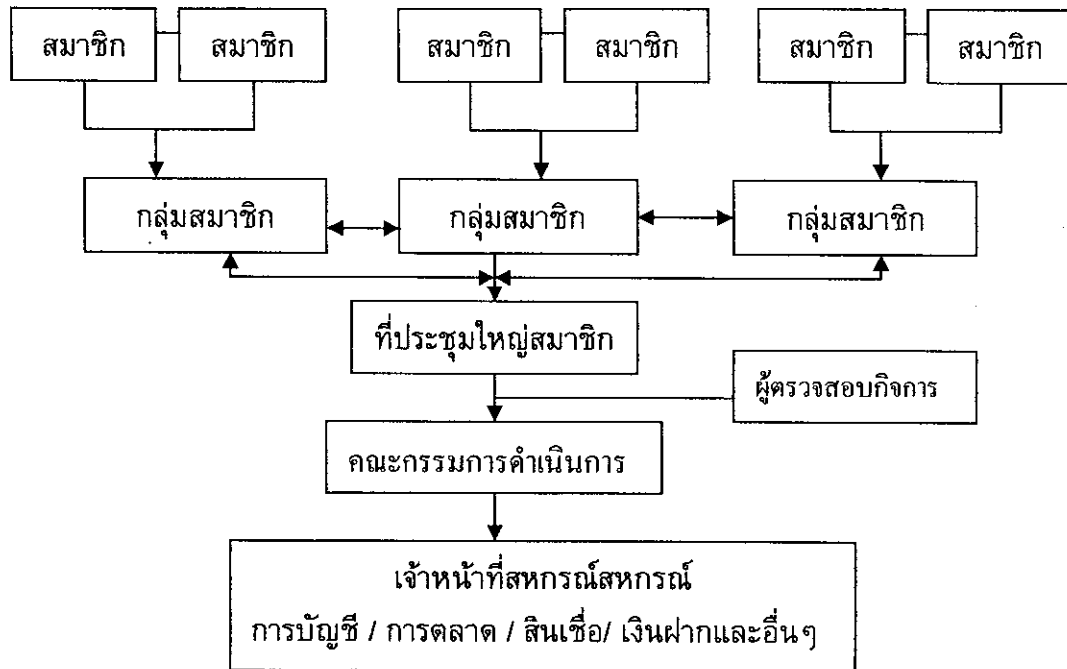 สมาชิก สมาชิก สมาชิก สมาชิก สมาชิก สมาชิก
กลุ่มสมาชิก กลุ่มสมาชิก กลุ่มสมาชิก
ที่ประชุมใหญ่สมาชิก
ผู้ตรวจสอบกิจการ
คณะกรรมการดำเนินการ
เจ้าหน้าที่สหกรณ์สหกรณ์
การบัญชี / การตลาด / สินเชื่อ/ เงินฝากและอื่นๆ